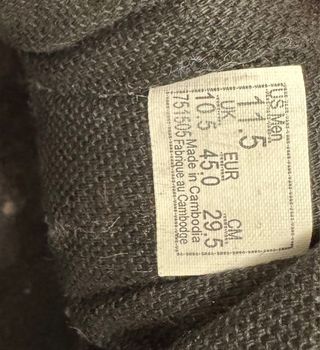 US Men
11.5
UK EUR CM
10.5 45.0 29.5
751505 Made in Cambodia
Fabrique au Cambodge